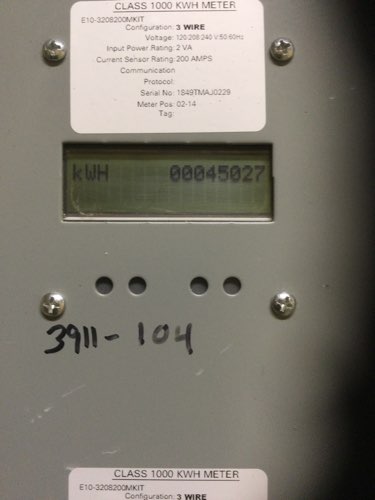 CLASS 1000 KWH METER
E10-3208200MKIT
Configuration: 3 WIRE
Voltage: 120:208:240 V:50:60Hz
Input Power Rating: 2 VA
Current Sensor Rating: 200 AMPS
Communication
Protocol:
Serial No: 1849TMAJ0229
Meter Pos: 02-14
Tag:
kWH 00045027
3911-104
CLASS 1000 KWH METER
E10-3208200MKIT
Configuration: 3 WIRE